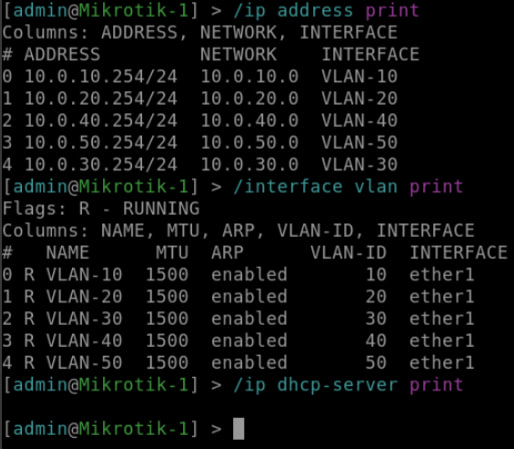 [admin@Mikrotik-1] > /ip address print
Columns: ADDRESS, NETWORK, INTERFACE
# ADDRESS NETWORK INTERFACE
0 10.0.10.254/24 10.0.10.0 VLAN-10
1 10.0.20.254/24 10.0.20.0 VLAN-20
2 10.0.40.254/24 10.0.40.0 VLAN-40
3 10.0.50.254/24 10.0.50.0 VLAN-50
4 10.0.30.254/24 10.0.30.0 VLAN-30
[admin@Mikrotik-1] > /interface vlan print
Flags: R - RUNNING
Columns: NAME, MTU, ARP, VLAN-ID, INTERFACE
# NAME MTU ARP VLAN-ID INTERFACE
0 R VLAN-10 1500 enabled 10 ether1
1 R VLAN-20 1500 enabled 20 ether1
2 R VLAN-30 1500 enabled 30 ether1
3 R VLAN-40 1500 enabled 40 ether1
4 R VLAN-50 1500 enabled 50 ether1
[admin@Mikrotik-1] > /ip dhcp-server print
[admin@Mikrotik-1] >